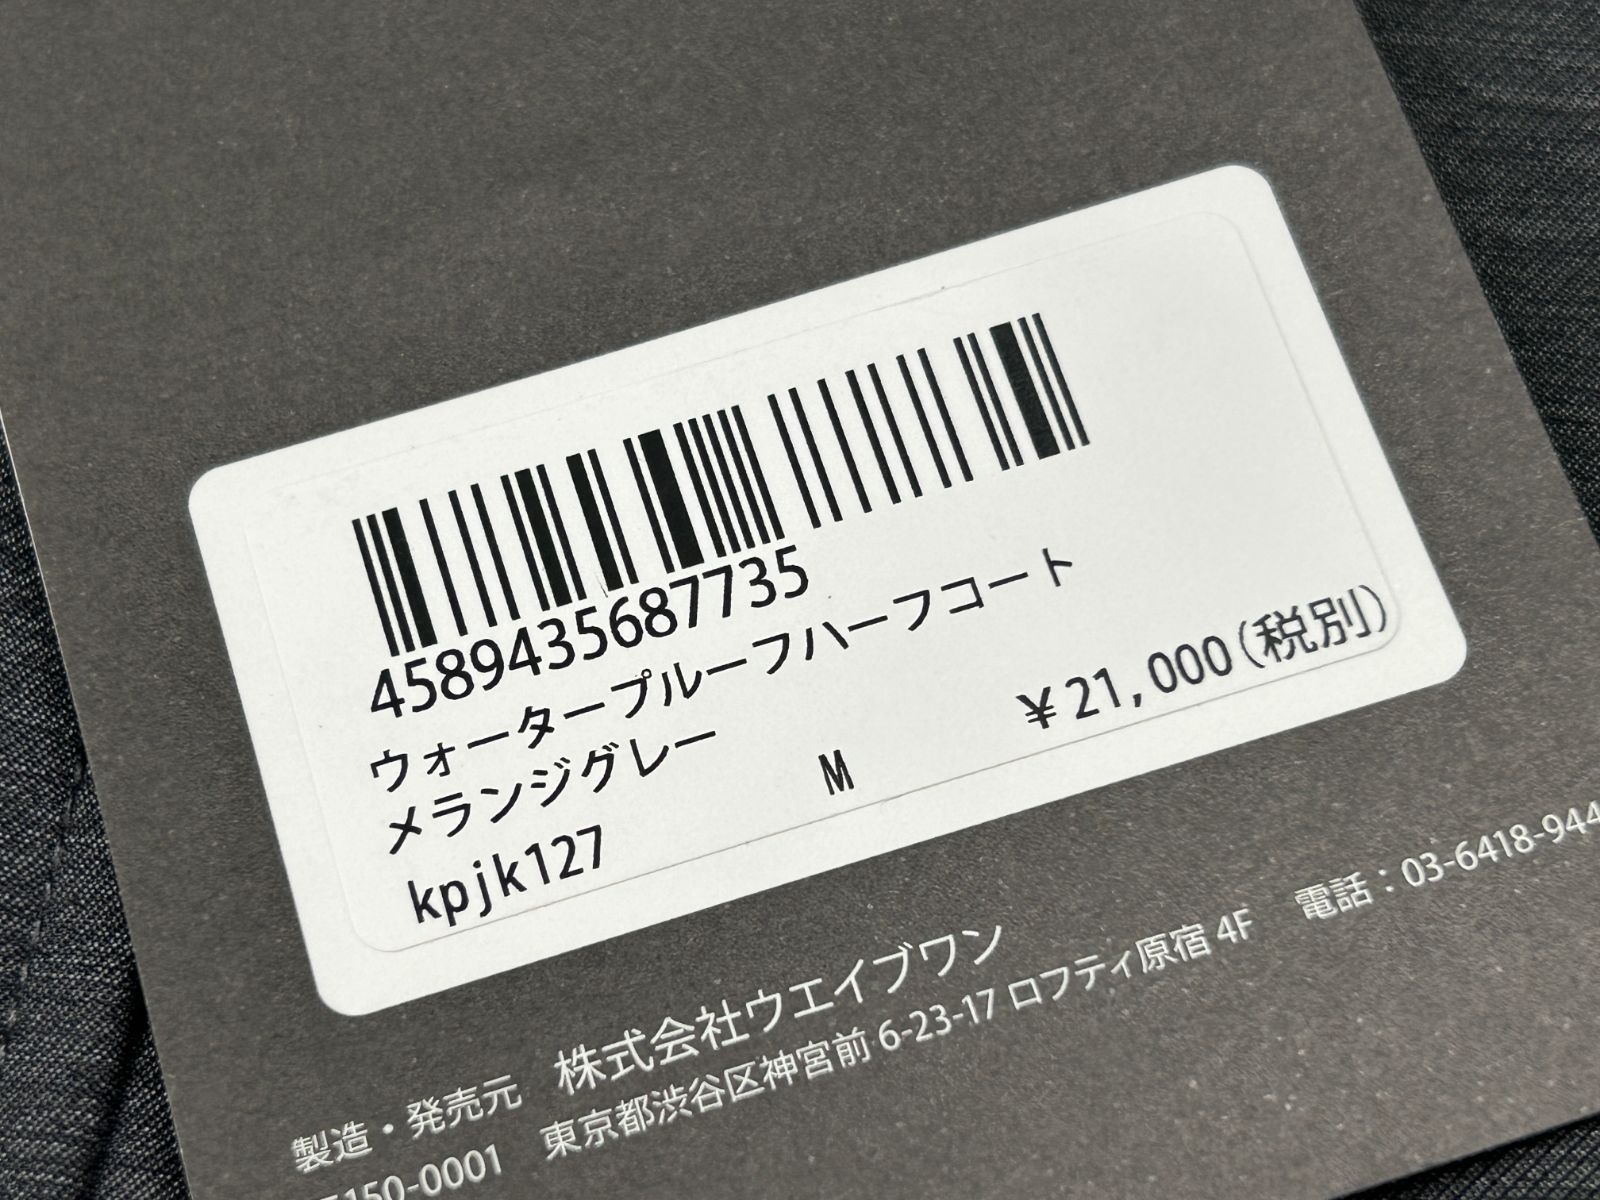 4589435687735
ウォータープルーフハーフコート
メランジグレー M ¥21,000(税別)
kpjk127
製造・発売元 株式会社ウエイブワン
150-0001 東京都渋谷区神宮前 6-23-17 ロフティ原宿 4F 電話：03-6418-944